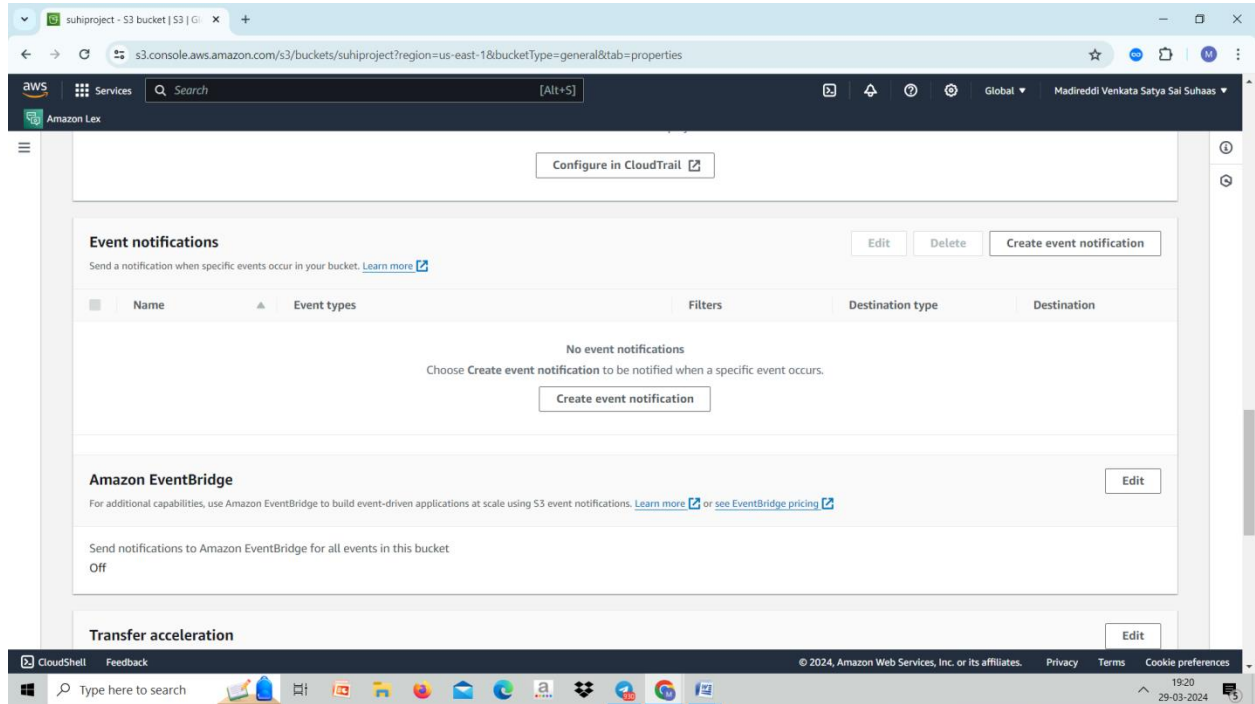 suhiproject - S3 bucket | S3 | Gl
s3.console.aws.amazon.com/s3/buckets/suhiproject?region=us-east-1&bucketType=general&tab=properties
M
aws Services Search [Alt+S] Global Madireddi Venkata Satya Sai Suhaas
Amazon Lex
Configure in CloudTrail
Event notifications Edit Delete Create event notification
Send a notification when specific events occur in your bucket. Learn more
Name Event types Filters Destination type Destination
No event notifications
Choose Create event notification to be notified when a specific event occurs.
Create event notification
Amazon EventBridge Edit
For additional capabilities, use Amazon EventBridge to build event-driven applications at scale using S3 event notifications. Learn more or see EventBridge pricing
Send notifications to Amazon EventBridge for all events in this bucket
Off
Transfer acceleration Edit
CloudShell Feedback © 2024, Amazon Web Services, Inc. or its affiliates. Privacy Terms Cookie preferences
Type here to search
19:20
29-03-2024